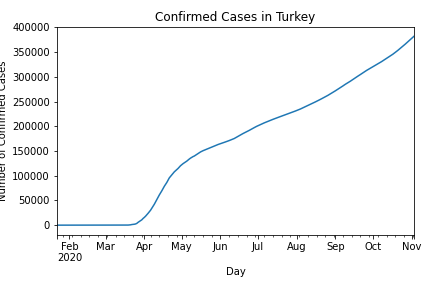 Confirmed Cases in Turkey
Number of Confirmed Cases
400000
350000
300000
250000
200000
150000
100000
50000
0
Feb Mar Apr May Jun Jul Aug Sep Oct Nov
2020
Day